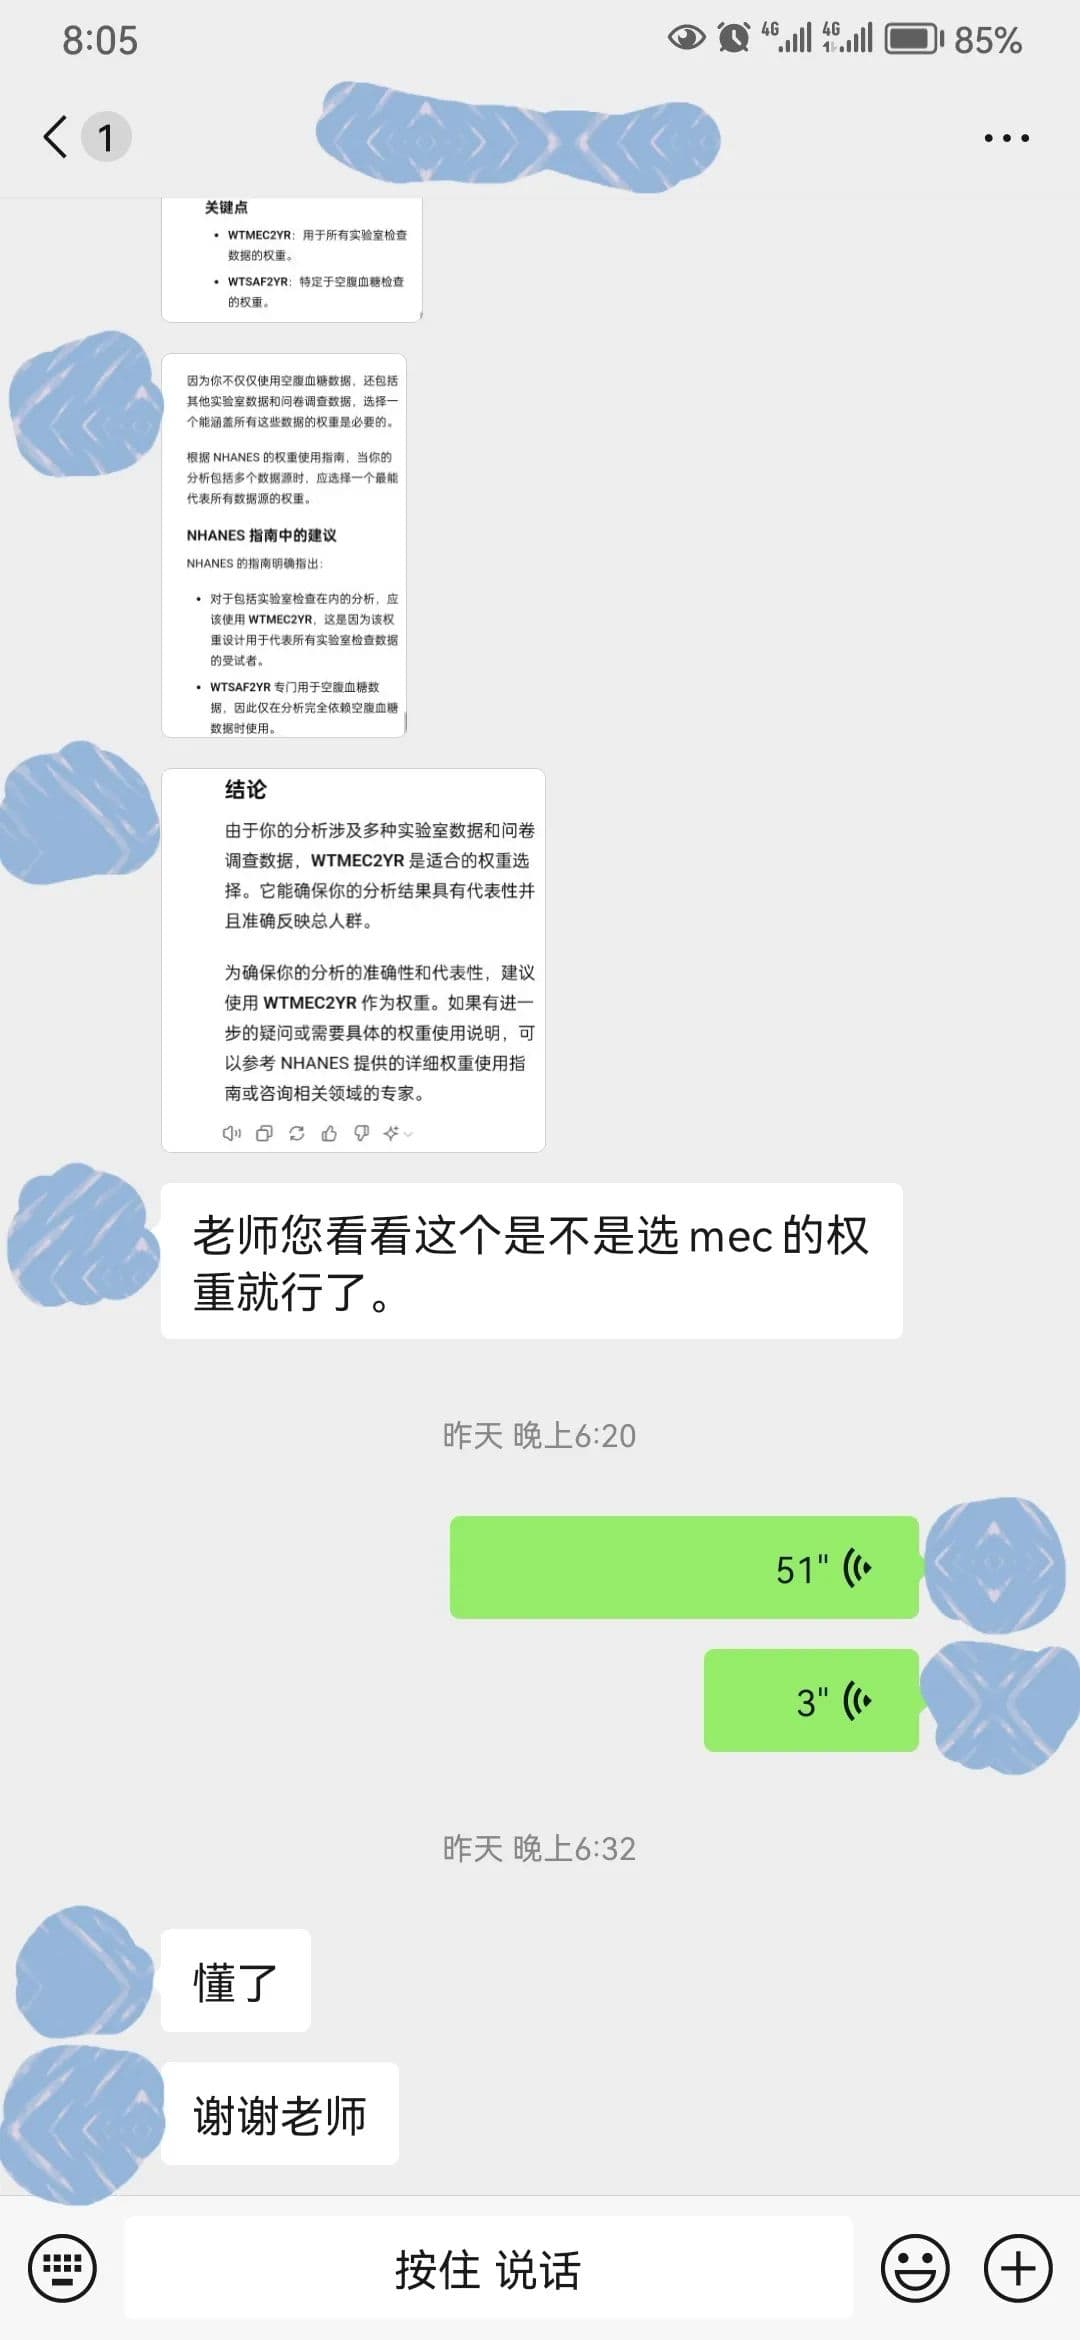 8:05
4G
4G
85%
1
关键点
• WTMEC2YR：用于所有实验室检查
数据的权重。
• WTSAF2YR：特定于空腹血糖检查
的权重。
因为你不仅仅使用空腹血糖数据，还包括
其他实验室数据和问卷调查数据，选择一
个能涵盖所有这些数据的权重是必要的。
根据 NHANES 的权重使用指南，当你的
分析包括多个数据源时，应选择一个最能
代表所有数据源的权重。
NHANES 指南中的建议
NHANES 的指南明确指出：
• 对于包括实验室检查在内的分析，应
该使用 WTMEC2YR，这是因为该权
重设计用于代表所有实验室检查数据
的受试者。
• WTSAF2YR 专门用于空腹血糖数
据，因此仅在分析完全依赖空腹血糖
数据时使用。
结论
由于你的分析涉及多种实验室数据和问卷
调查数据，WTMEC2YR 是适合的权重选
择。它能确保你的分析结果具有代表性并
且准确反映总人群。
为确保你的分析的准确性和代表性，建议
使用 WTMEC2YR 作为权重。如果有进一
步的疑问或需要具体的权重使用说明，可
以参考 NHANES 提供的详细权重使用指
南或咨询相关领域的专家。
老师您看看这个是不是选mec的权
重就行了。
昨天 晚上6:20
51"
3"
昨天 晚上6:32
懂了
谢谢老师
按住 说话